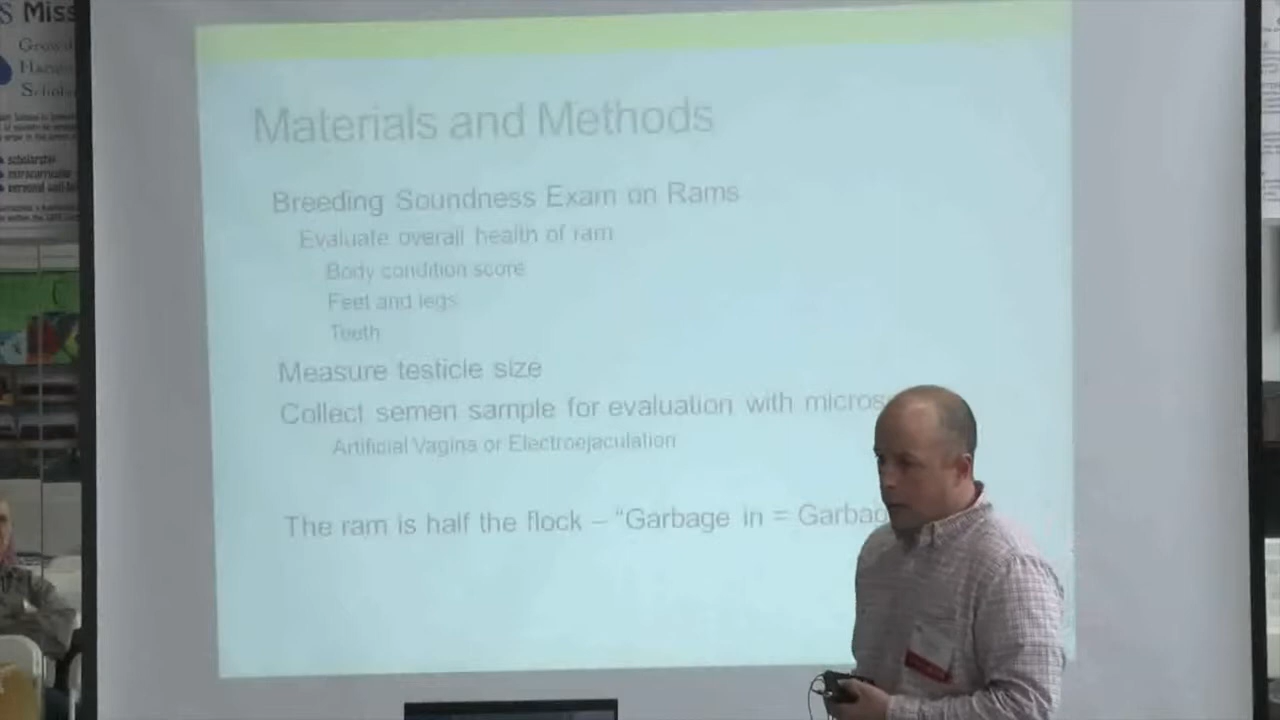 S Miss
Materials and Methods
Breeding Soundness Exam on Rams
Evaluate overall health of ram
Body condition score
Feet and legs
Teeth
Measure testicle size
Collect semen sample for evaluation with micros
Artificial Vagina or Electroejaculation
The ram is half the flock – “Garbage in = Garbag